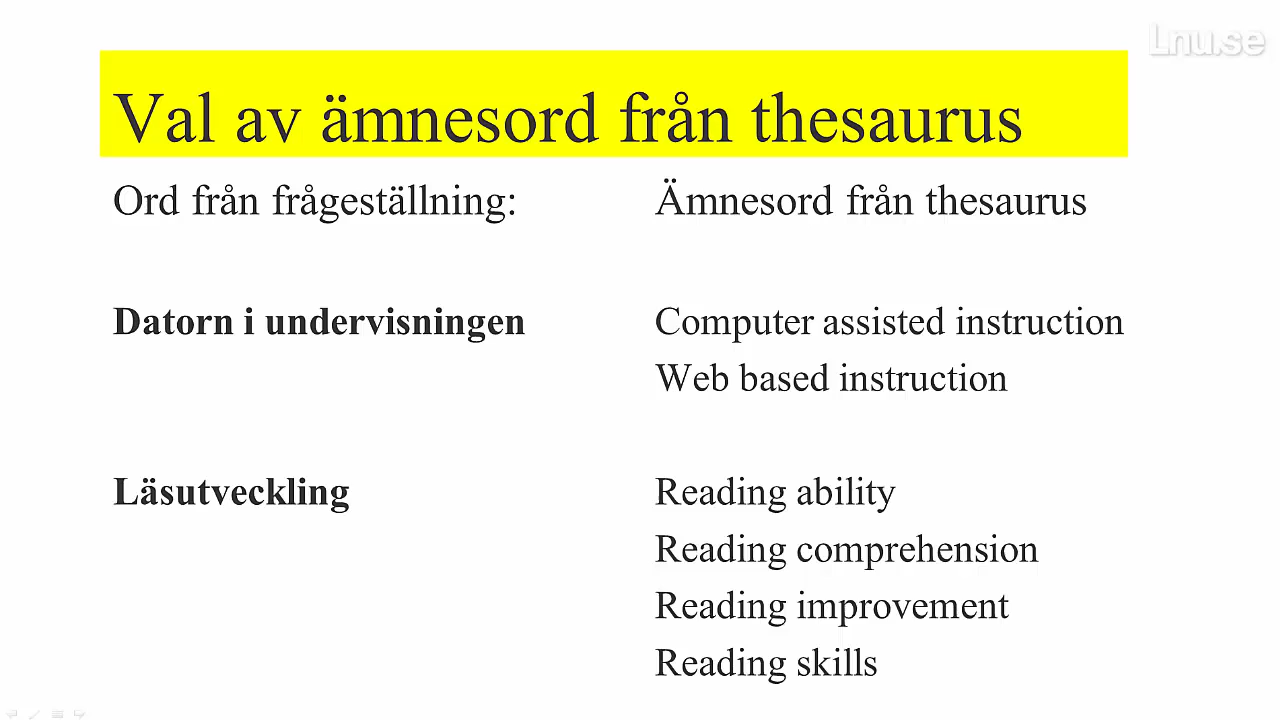 Lnu.se
Val av ämnesord från thesaurus
Ord från frågeställning: Ämnesord från thesaurus
Datorn i undervisningen Computer assisted instruction
Web based instruction
Läsutveckling Reading ability
Reading comprehension
Reading improvement
Reading skills